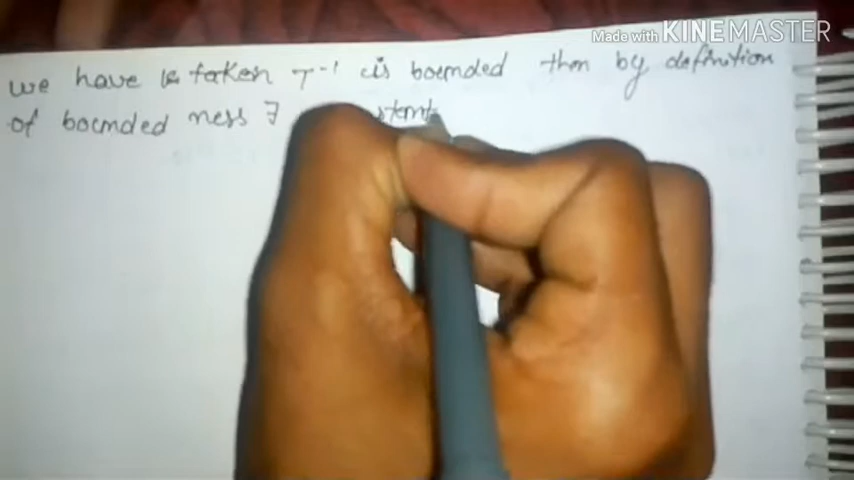 Made with KINEMASTER
we have taken T⁻¹ is bounded then by definition
of bounded ness ∃